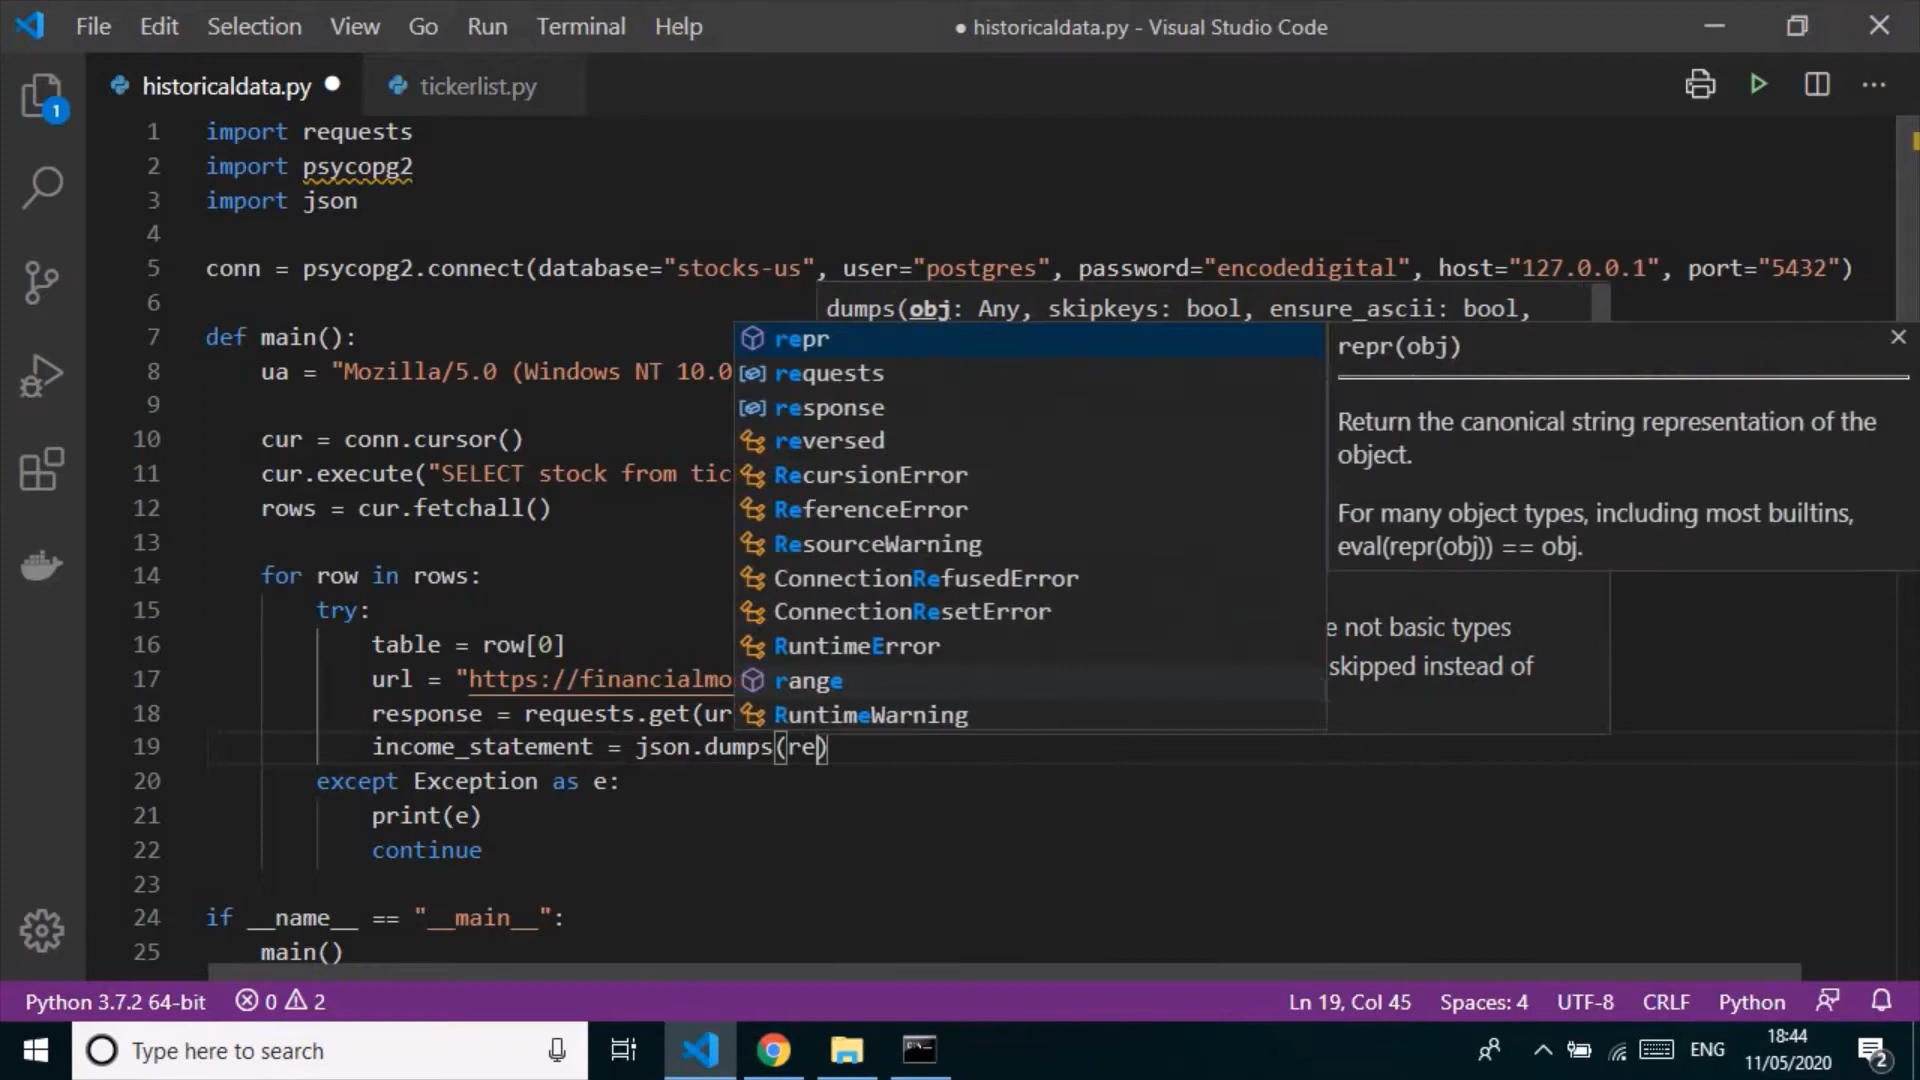 File Edit Selection View Go Run Terminal Help ● historicaldata.py - Visual Studio Code
historicaldata.py ● tickerlist.py
1 import requests
2 import psycopg2
3 import json
4
5 conn = psycopg2.connect(database="stocks-us", user="postgres", password="encodedigital", host="127.0.0.1", port="5432")
6
dumps(obj: Any, skipkeys: bool, ensure_ascii: bool,
7 def main():
8 ua = "Mozilla/5.0 (Windows NT 10.0
9
10 cur = conn.cursor()
11 cur.execute("SELECT stock from tic
12 rows = cur.fetchall()
13
14 for row in rows:
15 try:
16 table = row[0]
17 url = "https://financialmo
18 response = requests.get(ur
19 income_statement = json.dumps(re)
20 except Exception as e:
21 print(e)
22 continue
23
24 if __name__ == "__main__":
25 main()
repr
requests
response
reversed
RecursionError
ReferenceError
ResourceWarning
ConnectionRefusedError
ConnectionResetError
RuntimeError
range
RuntimeWarning
repr(obj)
Return the canonical string representation of the
object.
For many object types, including most builtins,
eval(repr(obj)) == obj.
e not basic types
skipped instead of
1
Python 3.7.2 64-bit 0 2 Ln 19, Col 45 Spaces: 4 UTF-8 CRLF Python
Type here to search ENG 18:44
11/05/2020 2